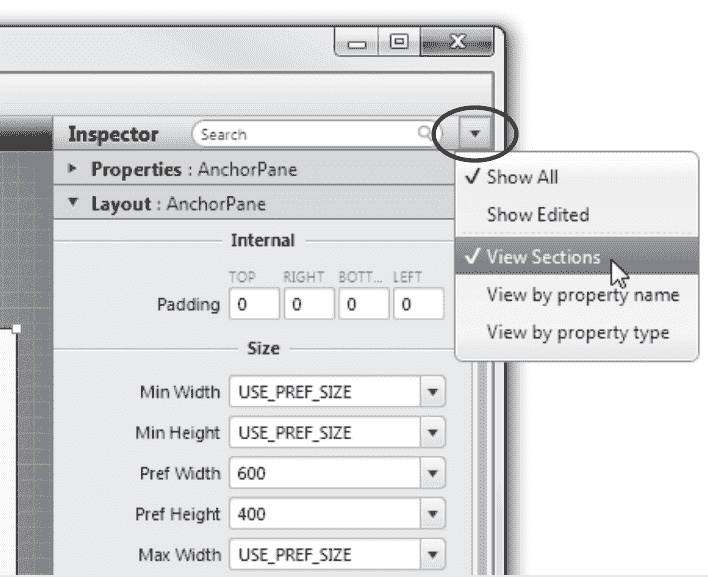 Inspector
Search
Properties : AnchorPane
✓ Show All
Layout : AnchorPane
Show Edited
Internal
✓ View Sections
TOP RIGHT BOTT... LEFT
Padding 0 0 0 0
View by property name
View by property type
Size
Min Width USE_PREF_SIZE
Min Height USE_PREF_SIZE
Pref Width 600
Pref Height 400
Max Width USE_PREF_SIZE